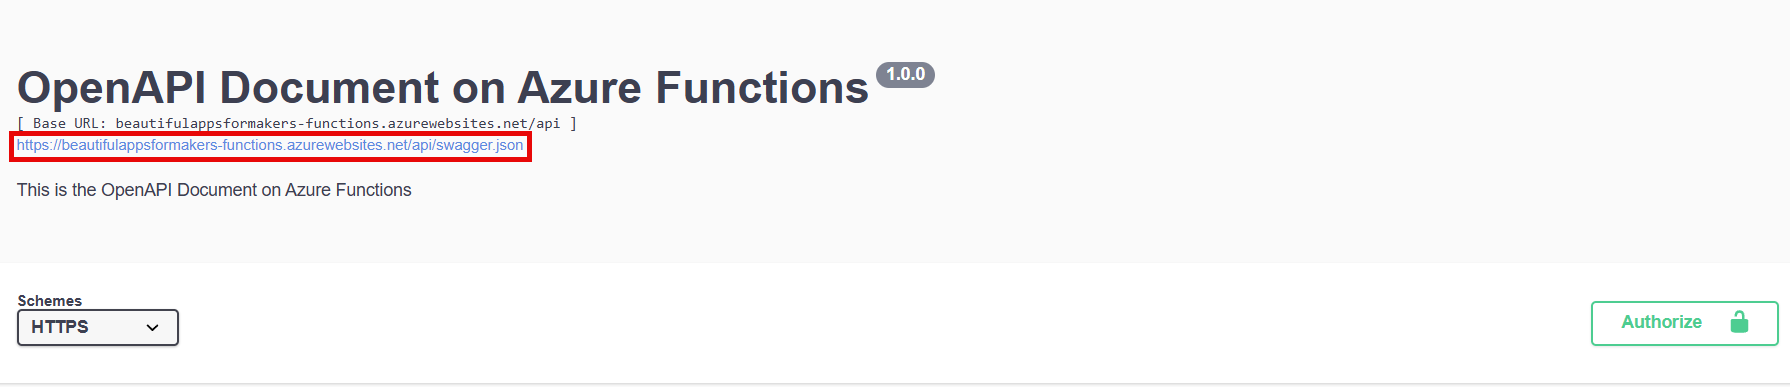 OpenAPI Document on Azure Functions 1.0.0
[ Base URL: beautifulappsformakers-functions.azurewebsites.net/api ]
https://beautifulappsformakers-functions.azurewebsites.net/api/swagger.json
This is the OpenAPI Document on Azure Functions
Schemes
HTTPS
Authorize